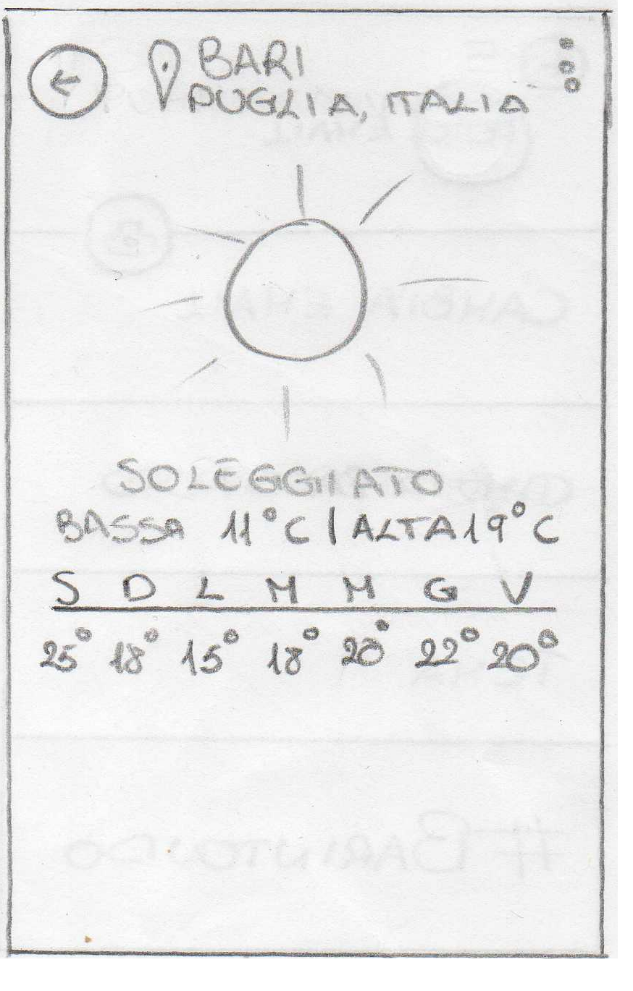 BARI
PUGLIA, ITALIA
SOLEGGIATO
BASSA 11°C | ALTA 19°C
S D L M M G V
25° 18° 15° 18° 20° 22° 20°